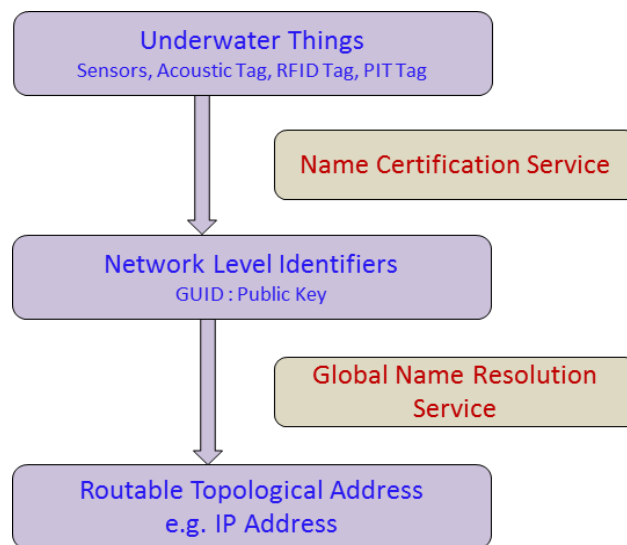 Underwater Things
Sensors, Acoustic Tag, RFID Tag, PIT Tag
Name Certification Service
Network Level Identifiers
GUID : Public Key
Global Name Resolution
Service
Routable Topological Address
e.g. IP Address